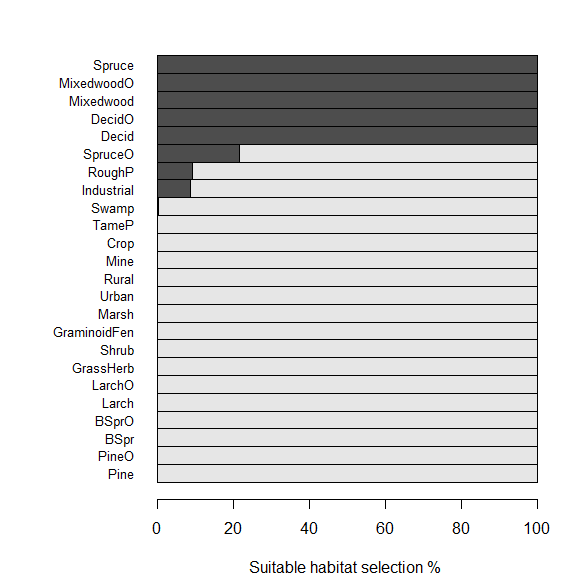 Spruce
MixedwoodO
Mixedwood
DecidO
Decid
SpruceO
RoughP
Industrial
Swamp
TameP
Crop
Mine
Rural
Urban
Marsh
GraminoidFen
Shrub
GrassHerb
LarchO
Larch
BSprO
BSpr
PineO
Pine
0 20 40 60 80 100
Suitable habitat selection %